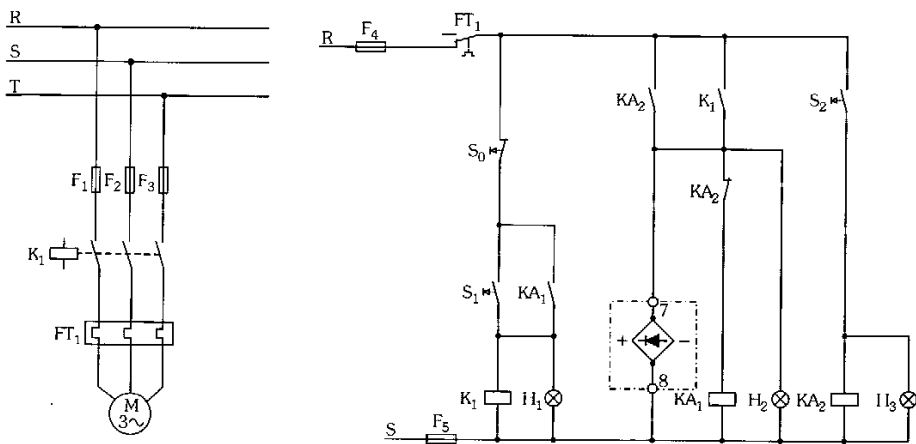 R
S
T
F₁ F₂ F₃
K₁
FT₁
M
3∿
R
F₄
FT₁
KA₂
K₁
S₂
S₀
KA₂
S₁
KA₁
7
+
−
8
K₁
H₁
KA₁
H₂
KA₂
H₃
S
F₅